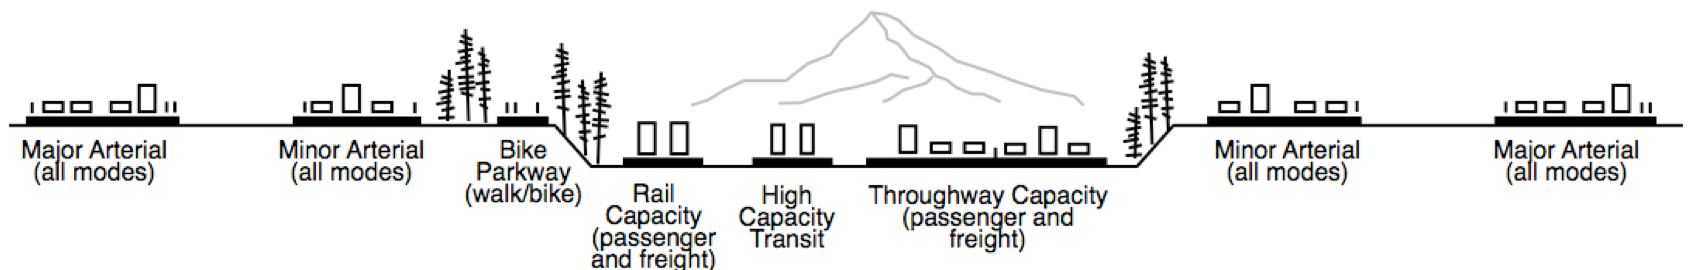 Major Arterial
(all modes)
Minor Arterial
(all modes)
Bike
Parkway
(walk/bike)
Rail
Capacity
(passenger
and freight)
High
Capacity
Transit
Throughway Capacity
(passenger and
freight)
Minor Arterial
(all modes)
Major Arterial
(all modes)